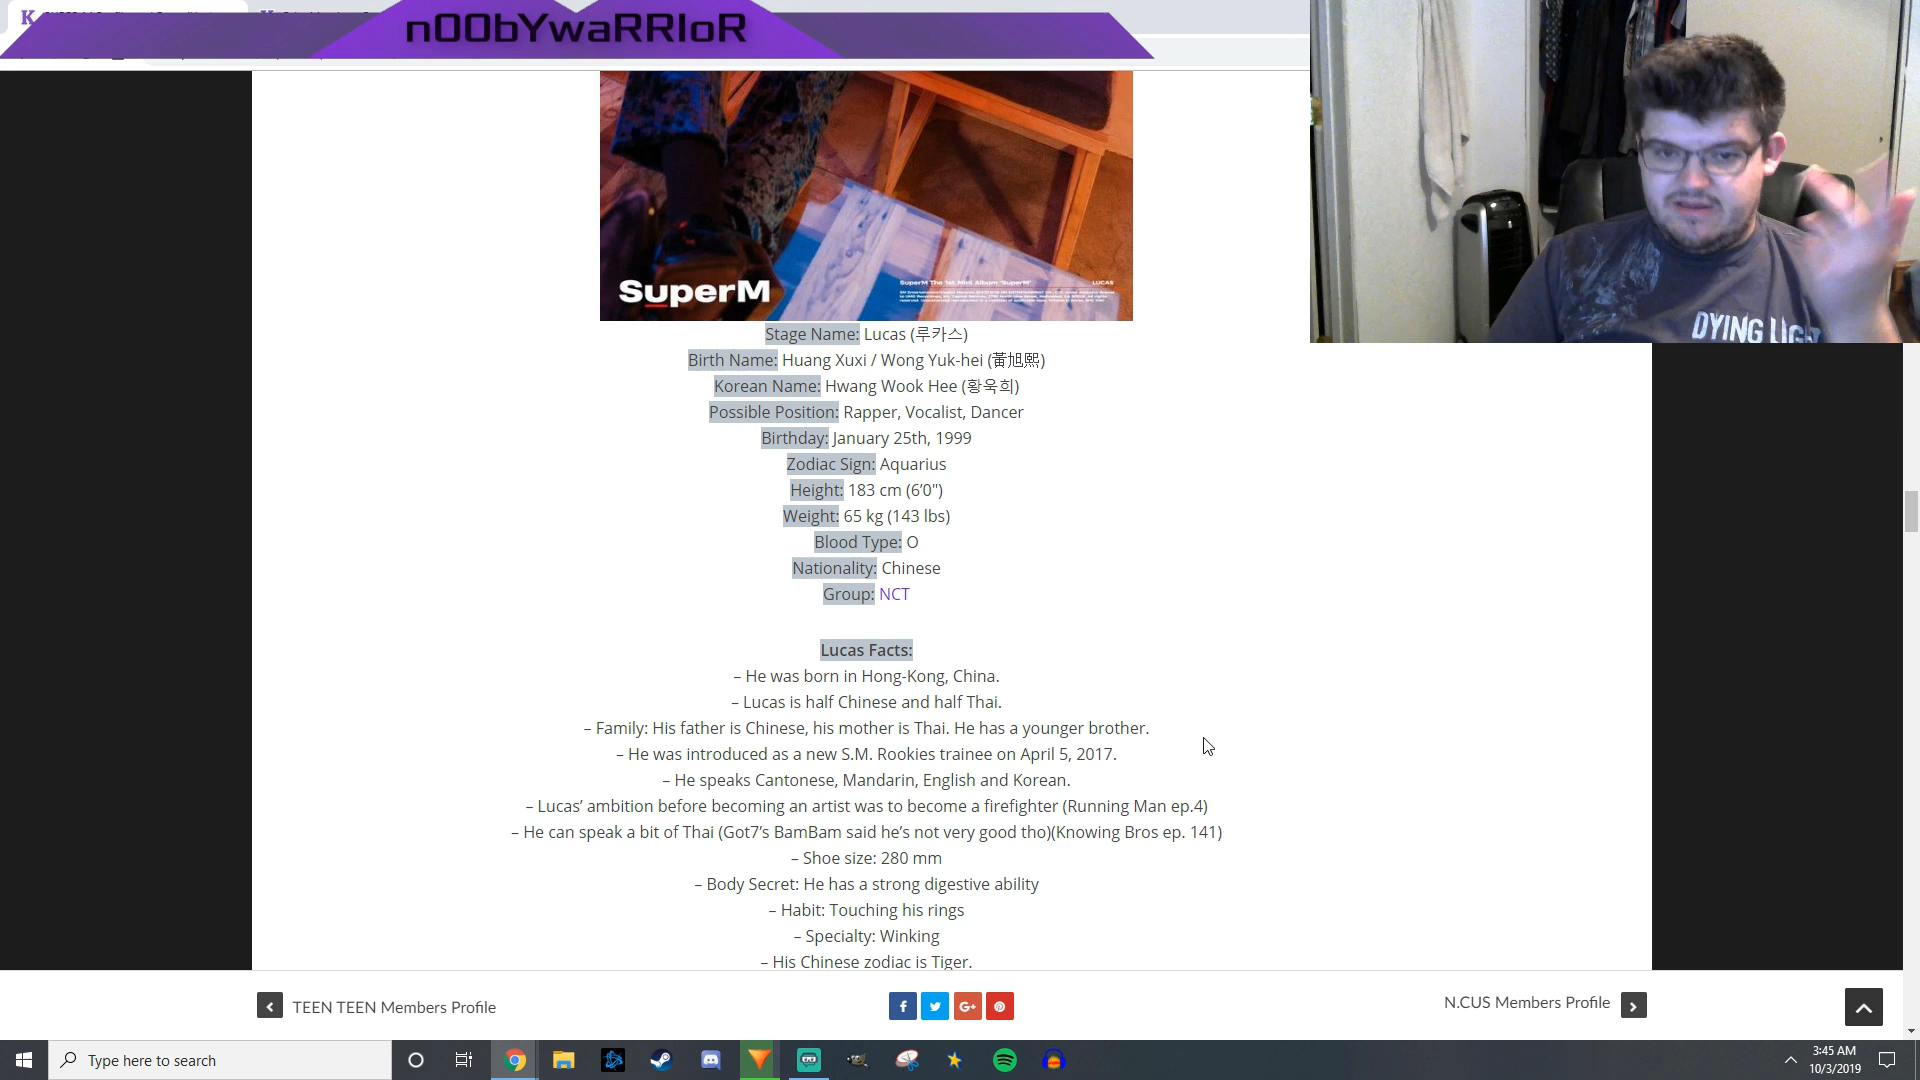 n00bYwaRRIoR
DYING LIGH
SuperM
SuperM The 1st Mini Album 'SuperM'
LUCAS
Stage Name: Lucas (루카스)
Birth Name: Huang Xuxi / Wong Yuk-hei (黃旭熙)
Korean Name: Hwang Wook Hee (황욱희)
Possible Position: Rapper, Vocalist, Dancer
Birthday: January 25th, 1999
Zodiac Sign: Aquarius
Height: 183 cm (6’0")
Weight: 65 kg (143 lbs)
Blood Type: O
Nationality: Chinese
Group: NCT
Lucas Facts:
– He was born in Hong-Kong, China.
– Lucas is half Chinese and half Thai.
– Family: His father is Chinese, his mother is Thai. He has a younger brother.
– He was introduced as a new S.M. Rookies trainee on April 5, 2017.
– He speaks Cantonese, Mandarin, English and Korean.
– Lucas’ ambition before becoming an artist was to become a firefighter (Running Man ep.4)
– He can speak a bit of Thai (Got7’s BamBam said he’s not very good tho)(Knowing Bros ep. 141)
– Shoe size: 280 mm
– Body Secret: He has a strong digestive ability
– Habit: Touching his rings
– Specialty: Winking
– His Chinese zodiac is Tiger.
TEEN TEEN Members Profile
N.CUS Members Profile
Type here to search
3:45 AM
10/3/2019